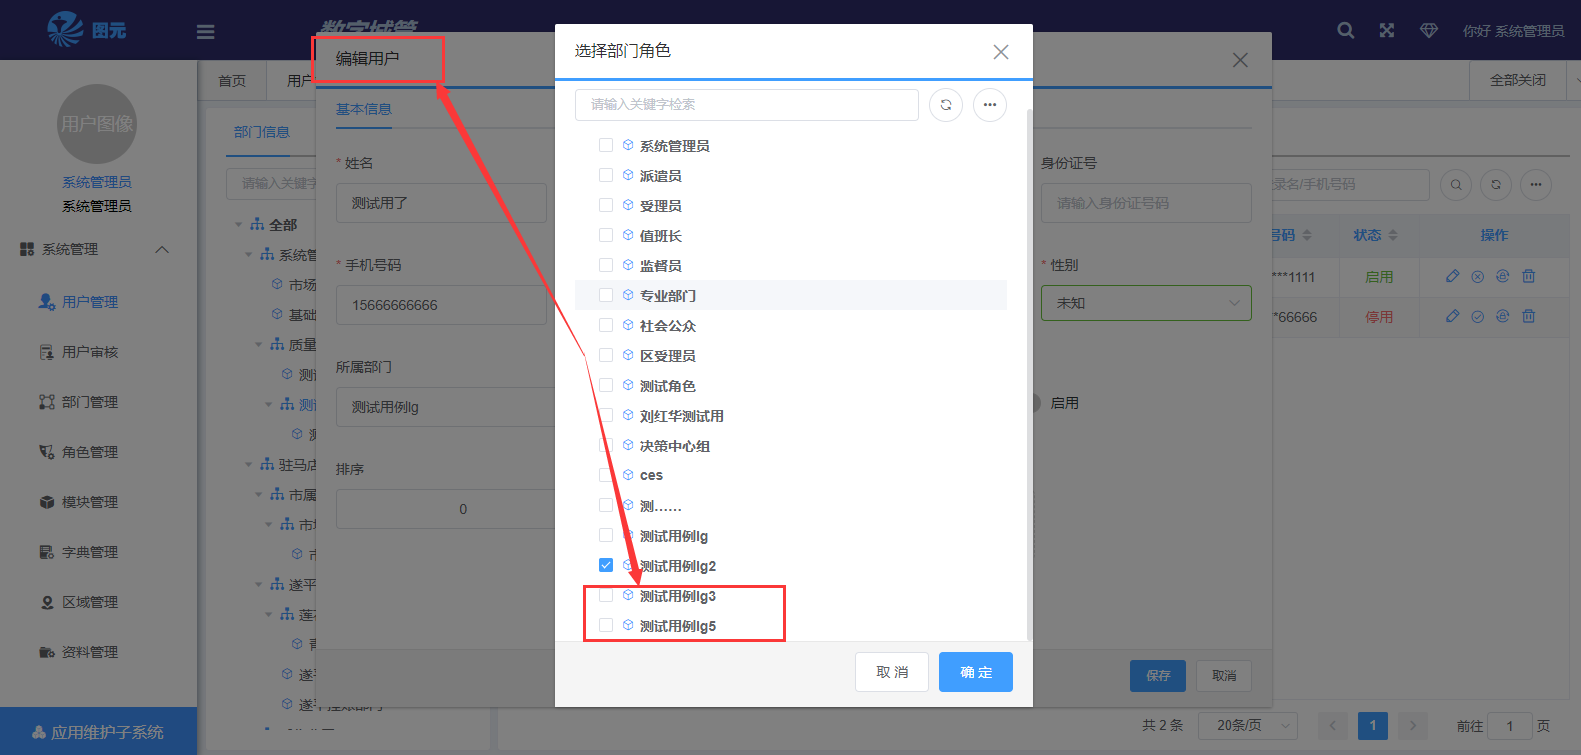 图元
数字城管
你好 系统管理员
用户图像
系统管理员
系统管理员
系统管理
用户管理
用户审核
部门管理
角色管理
模块管理
字典管理
区域管理
资料管理
应用维护子系统
首页
用户
全部关闭
部门信息
请输入关键字
全部
系统管
市场
基础
质量
测试
测试
驻马店
市属
市场
遂平
遂平
编辑用户
基本信息
* 姓名
测试用了
* 手机号码
15666666666
所属部门
测试用例lg
排序
0
身份证号
请输入身份证号码
* 性别
未知
启用
保存
取消
选择部门角色
请输入关键字检索
系统管理员
派遣员
受理员
值班长
监督员
专业部门
社会公众
区受理员
测试角色
刘红华测试用
决策中心组
ces
测......
测试用例lg
测试用例lg2
测试用例lg3
测试用例lg5
取 消
确 定
录名/手机号码
号码
状态
操作
***1111
启用
*66666
停用
共 2 条
20条/页
1
前往
1
页